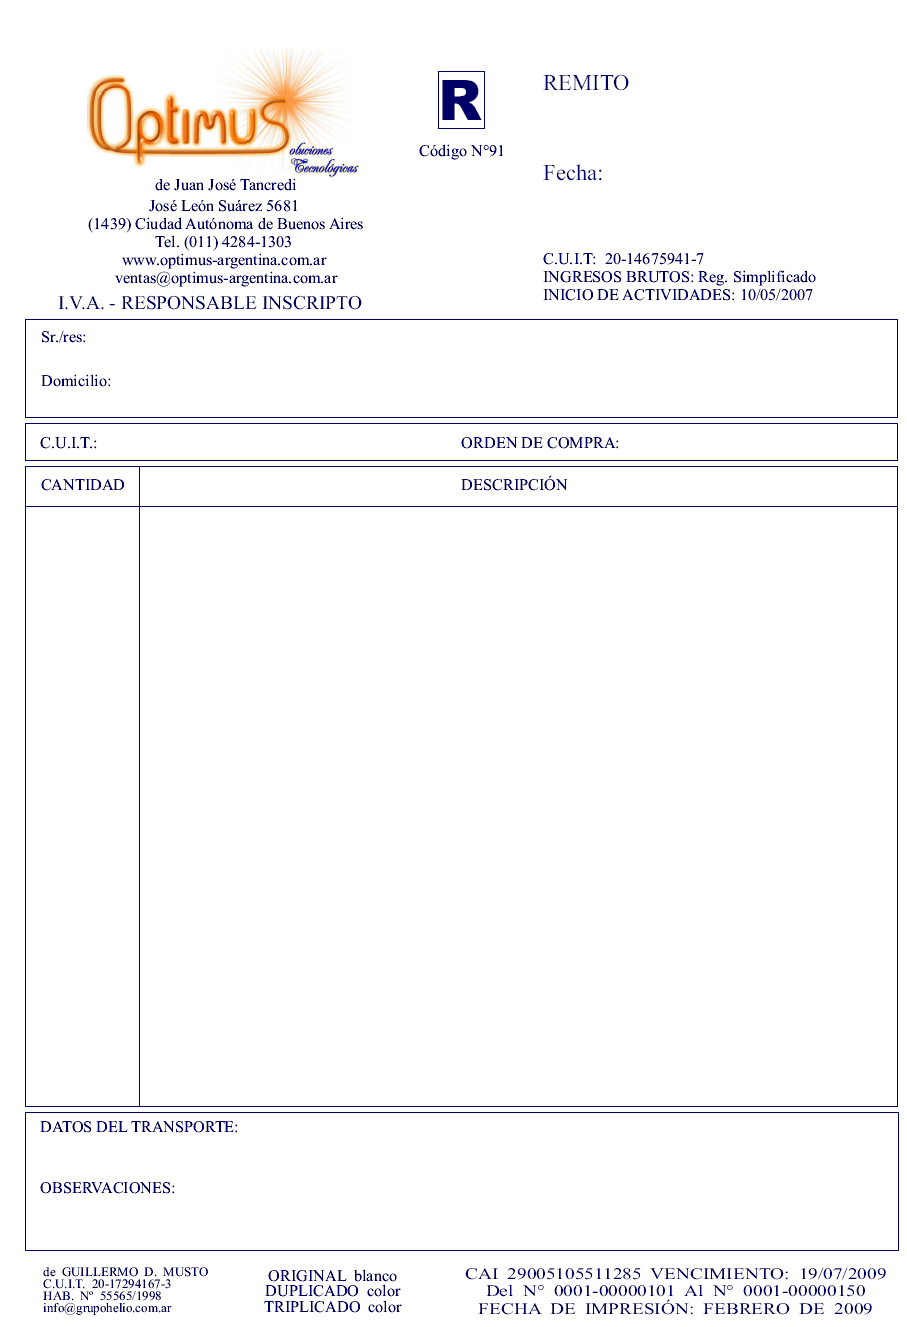 Optimus
oluciones
Tecnológicas
de Juan José Tancredi
José León Suárez 5681
(1439) Ciudad Autónoma de Buenos Aires
Tel. (011) 4284-1303
www.optimus-argentina.com.ar
ventas@optimus-argentina.com.ar
I.V.A. - RESPONSABLE INSCRIPTO
R
Código N°91
REMITO
Fecha:
C.U.I.T: 20-14675941-7
INGRESOS BRUTOS: Reg. Simplificado
INICIO DE ACTIVIDADES: 10/05/2007
Sr./res:
Domicilio:
C.U.I.T.: ORDEN DE COMPRA:
CANTIDAD DESCRIPCIÓN
DATOS DEL TRANSPORTE:
OBSERVACIONES:
de GUILLERMO D. MUSTO
C.U.I.T. 20-17294167-3
HAB. Nº 55565/1998
info@grupohelio.com.ar
ORIGINAL blanco
DUPLICADO color
TRIPLICADO color
CAI 29005105511285 VENCIMIENTO: 19/07/2009
Del N° 0001-00000101 Al N° 0001-00000150
FECHA DE IMPRESIÓN: FEBRERO DE 2009